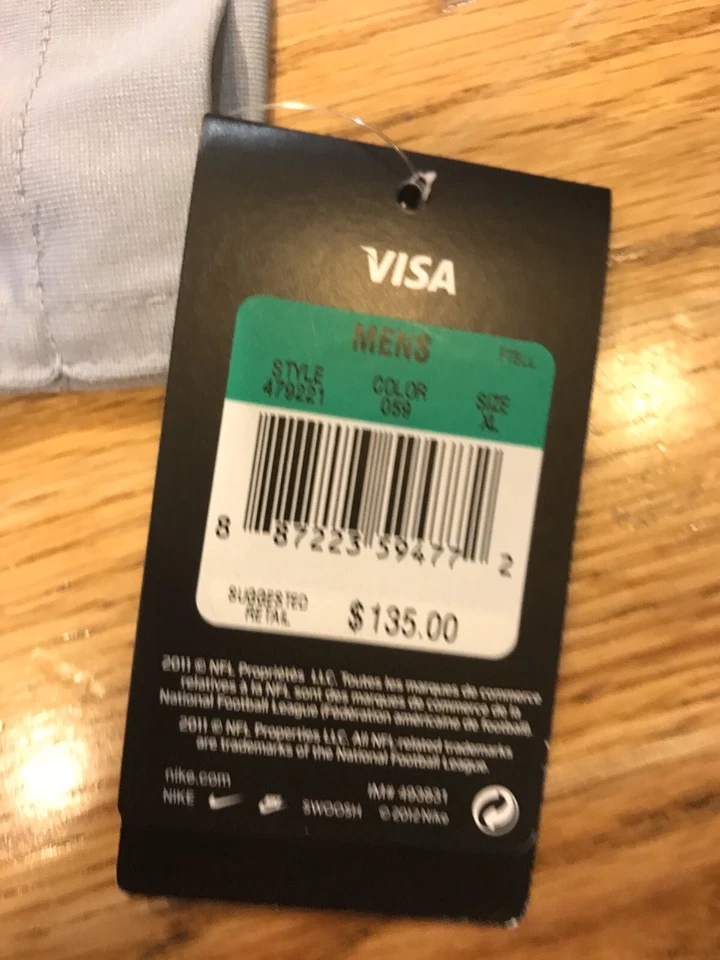 VISA
MENS FTBLL
STYLE COLOR SIZE
479221 059 XL
8 87223 59477 2
SUGGESTED
RETAIL $135.00
2011 © NFL Propriétés LLC. Toutes les marques de commerce
relatives à la NFL sont des marques de commerce de la
National Football League (Fédération américaine de football).
2011 © NFL Properties LLC. All NFL related trademarks
are trademarks of the National Football League.
nike.com IM# 493831
NIKE SWOOSH © 2012 Nike